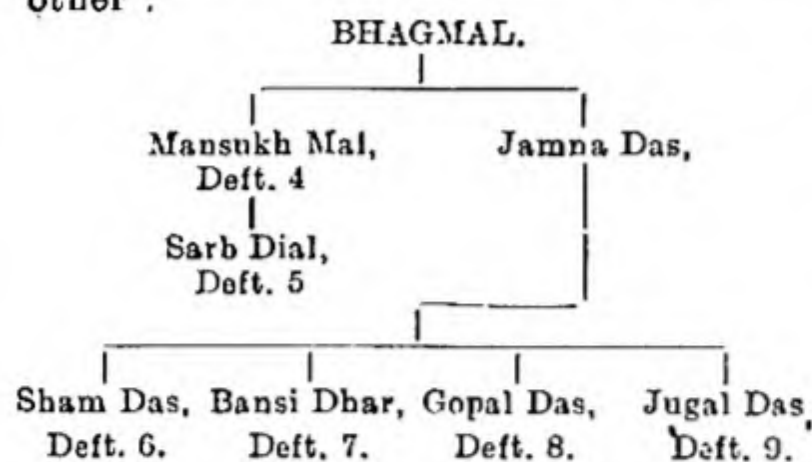 other :
BHAGMAL.
Mansukh Mal, Jamna Das,
Deft. 4
Sarb Dial,
Deft. 5
Sham Das, Bansi Dhar, Gopal Das, Jugal Das,
Deft. 6. Deft. 7. Deft. 8. Deft. 9.